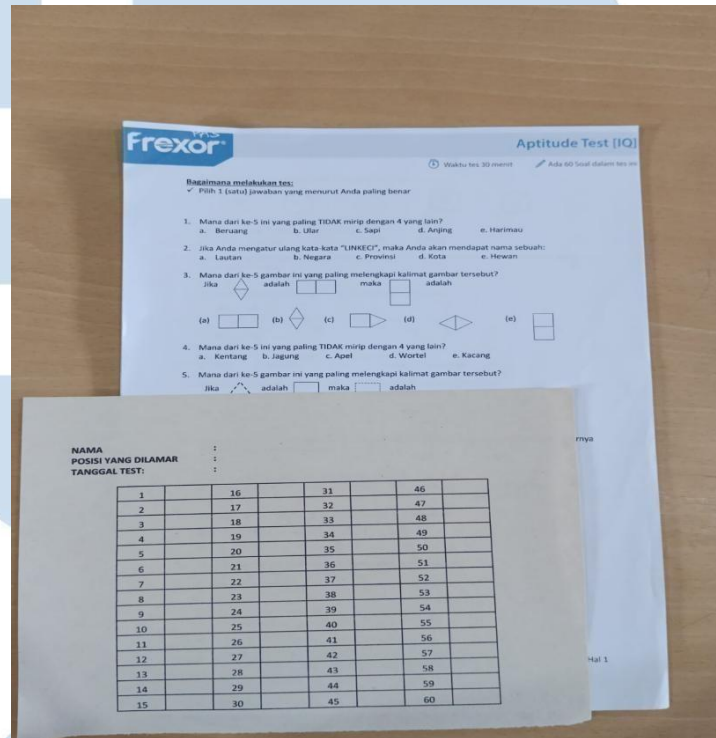 Frexor
Aptitude Test [IQ]
Waktu tes 30 menit
Ada 60 Soal dalam tes ini
Bagaimana melakukan tes:
✓ Pilih 1 (satu) jawaban yang menurut Anda paling benar
1. Mana dari ke-5 ini yang paling TIDAK mirip dengan 4 yang lain?
a. Beruang b. Ular c. Sapi d. Anjing e. Harimau
2. Jika Anda mengatur ulang kata-kata "LINKECI", maka Anda akan mendapat nama sebuah:
a. Lautan b. Negara c. Provinsi d. Kota e. Hewan
3. Mana dari ke-5 gambar ini yang paling melengkapi kalimat gambar tersebut?
Jika adalah maka adalah
(a) (b) (c) (d) (e)
4. Mana dari ke-5 ini yang paling TIDAK mirip dengan 4 yang lain?
a. Kentang b. Jagung c. Apel d. Wortel e. Kacang
5. Mana dari ke-5 gambar ini yang paling melengkapi kalimat gambar tersebut?
Jika adalah maka adalah
rnya
NAMA :
POSISI YANG DILAMAR :
TANGGAL TEST: :
1 16 31 46
2 17 32 47
3 18 33 48
4 19 34 49
5 20 35 50
6 21 36 51
7 22 37 52
8 23 38 53
9 24 39 54
10 25 40 55
11 26 41 56
12 27 42 57
13 28 43 58
14 29 44 59
15 30 45 60
Hal 1